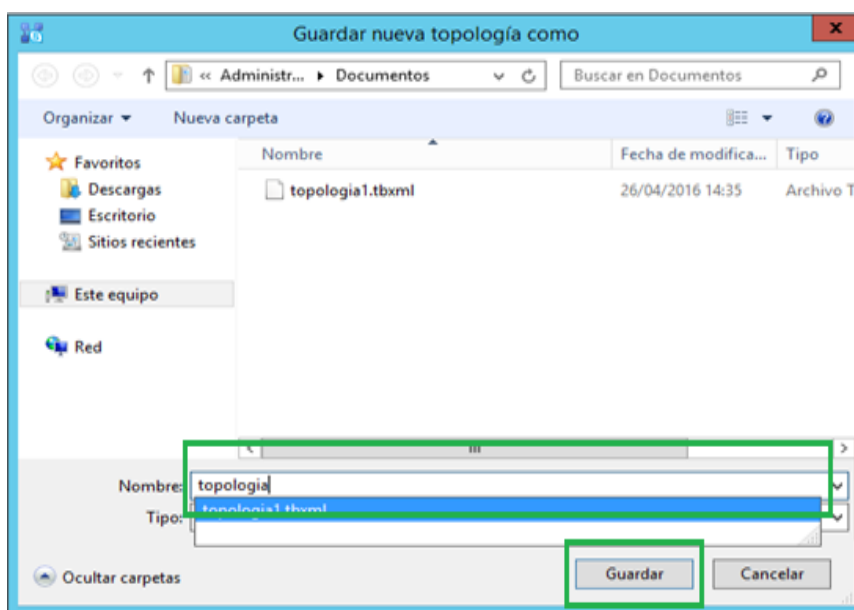 Guardar nueva topología como
x
« Administr... Documentos
Buscar en Documentos
Organizar
Nueva carpeta
Nombre
Fecha de modifica...
Tipo
Favoritos
Descargas
Escritorio
Sitios recientes
Este equipo
Red
topologia1.tbxml
26/04/2016 14:35
Archivo T
Nombre: topologia
Tipo:
topologia1.tbxml
Ocultar carpetas
Guardar
Cancelar